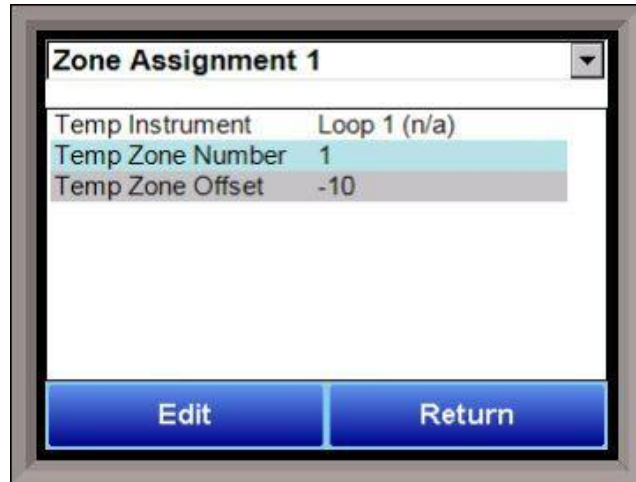 Zone Assignment 1
Temp Instrument Loop 1 (n/a)
Temp Zone Number 1
Temp Zone Offset -10
Edit Return